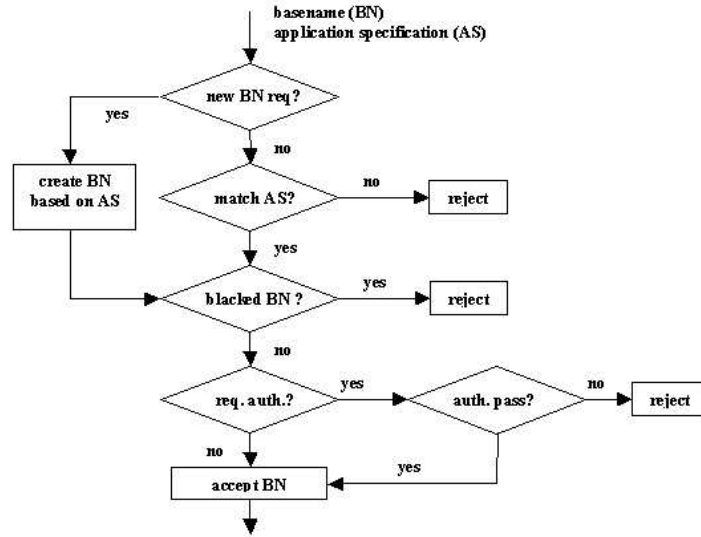 basename (BN)
application specification (AS)
new BN req?
yes
no
create BN
based on AS
match AS?
no
reject
yes
blacked BN ?
yes
reject
no
req. auth.?
yes
auth. pass?
no
reject
no
yes
accept BN